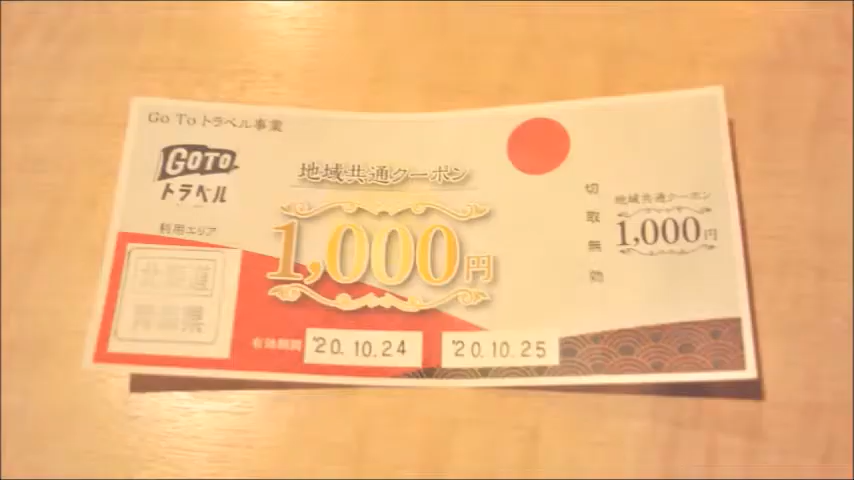 Go To トラベル事業
GOTO
トラベル
利用エリア
北海道
青森県
地域共通クーポン
1,000円
有効期間 '20.10.24 '20.10.25
切取無効
地域共通クーポン
1,000円